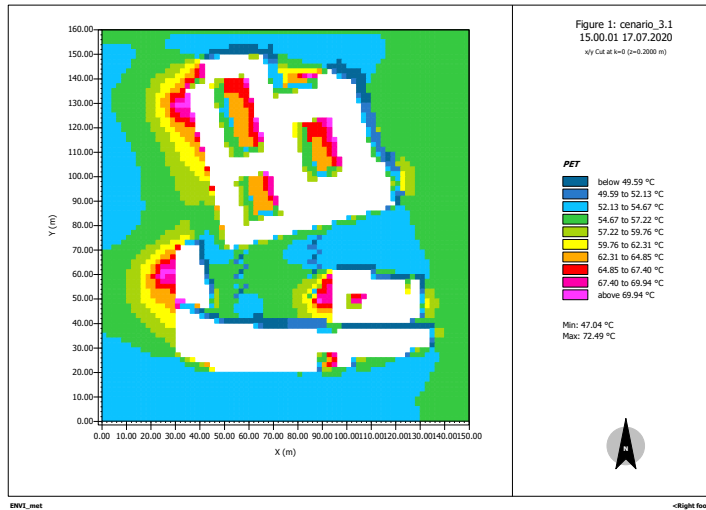 Figure 1: cenario_3.1
15.00.01 17.07.2020
x/y Cut at k=0 (z=0.2000 m)
160.00
150.00
140.00
130.00
120.00
110.00
100.00
90.00
80.00
70.00
60.00
50.00
40.00
30.00
20.00
10.00
0.00
Y (m)
0.00 10.00 20.00 30.00 40.00 50.00 60.00 70.00 80.00 90.00 100.00 110.00 120.00 130.00 140.00 150.00
X (m)
PET
below 49.59 °C
49.59 to 52.13 °C
52.13 to 54.67 °C
54.67 to 57.22 °C
57.22 to 59.76 °C
59.76 to 62.31 °C
62.31 to 64.85 °C
64.85 to 67.40 °C
67.40 to 69.94 °C
above 69.94 °C
Min: 47.04 °C
Max: 72.49 °C
N
ENVI_met
<Right foo